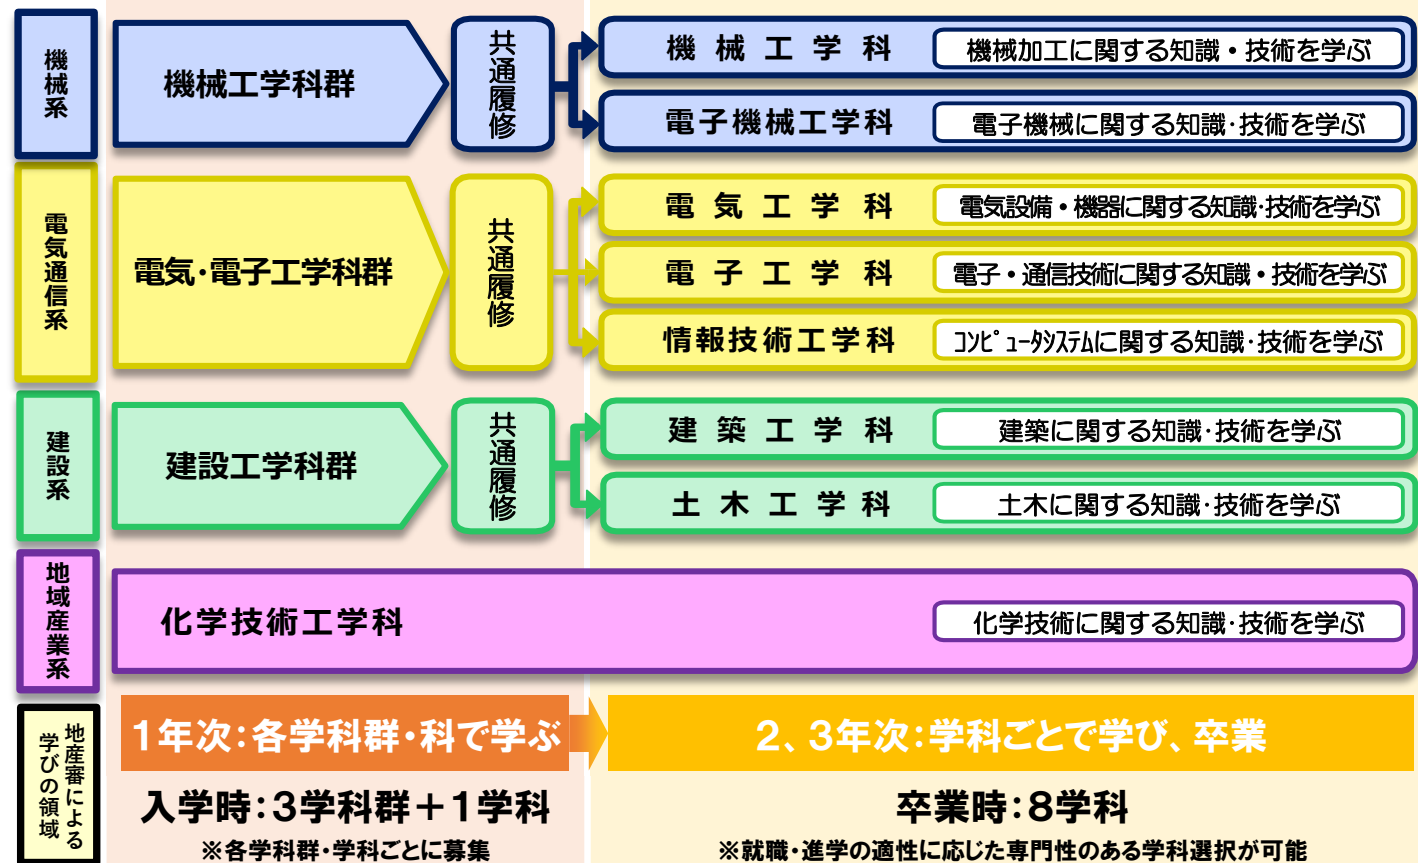 機械系
機械工学科群
共通履修
機械工学科
機械加工に関する知識・技術を学ぶ
電子機械工学科
電子機械に関する知識・技術を学ぶ
電気通信系
電気・電子工学科群
共通履修
電気工学科
電気設備・機器に関する知識・技術を学ぶ
電子工学科
電子・通信技術に関する知識・技術を学ぶ
情報技術工学科
ｺﾝﾋﾟｭｰﾀｼｽﾃﾑに関する知識・技術を学ぶ
建設系
建設工学科群
共通履修
建築工学科
建築に関する知識・技術を学ぶ
土木工学科
土木に関する知識・技術を学ぶ
地域産業系
化学技術工学科
化学技術に関する知識・技術を学ぶ
地産審による
学びの領域
１年次：各学科群・科で学ぶ
２、３年次：学科ごとで学び、卒業
入学時：３学科群＋１学科
卒業時：８学科
※各学科群・学科ごとに募集
※就職・進学の適性に応じた専門性のある学科選択が可能